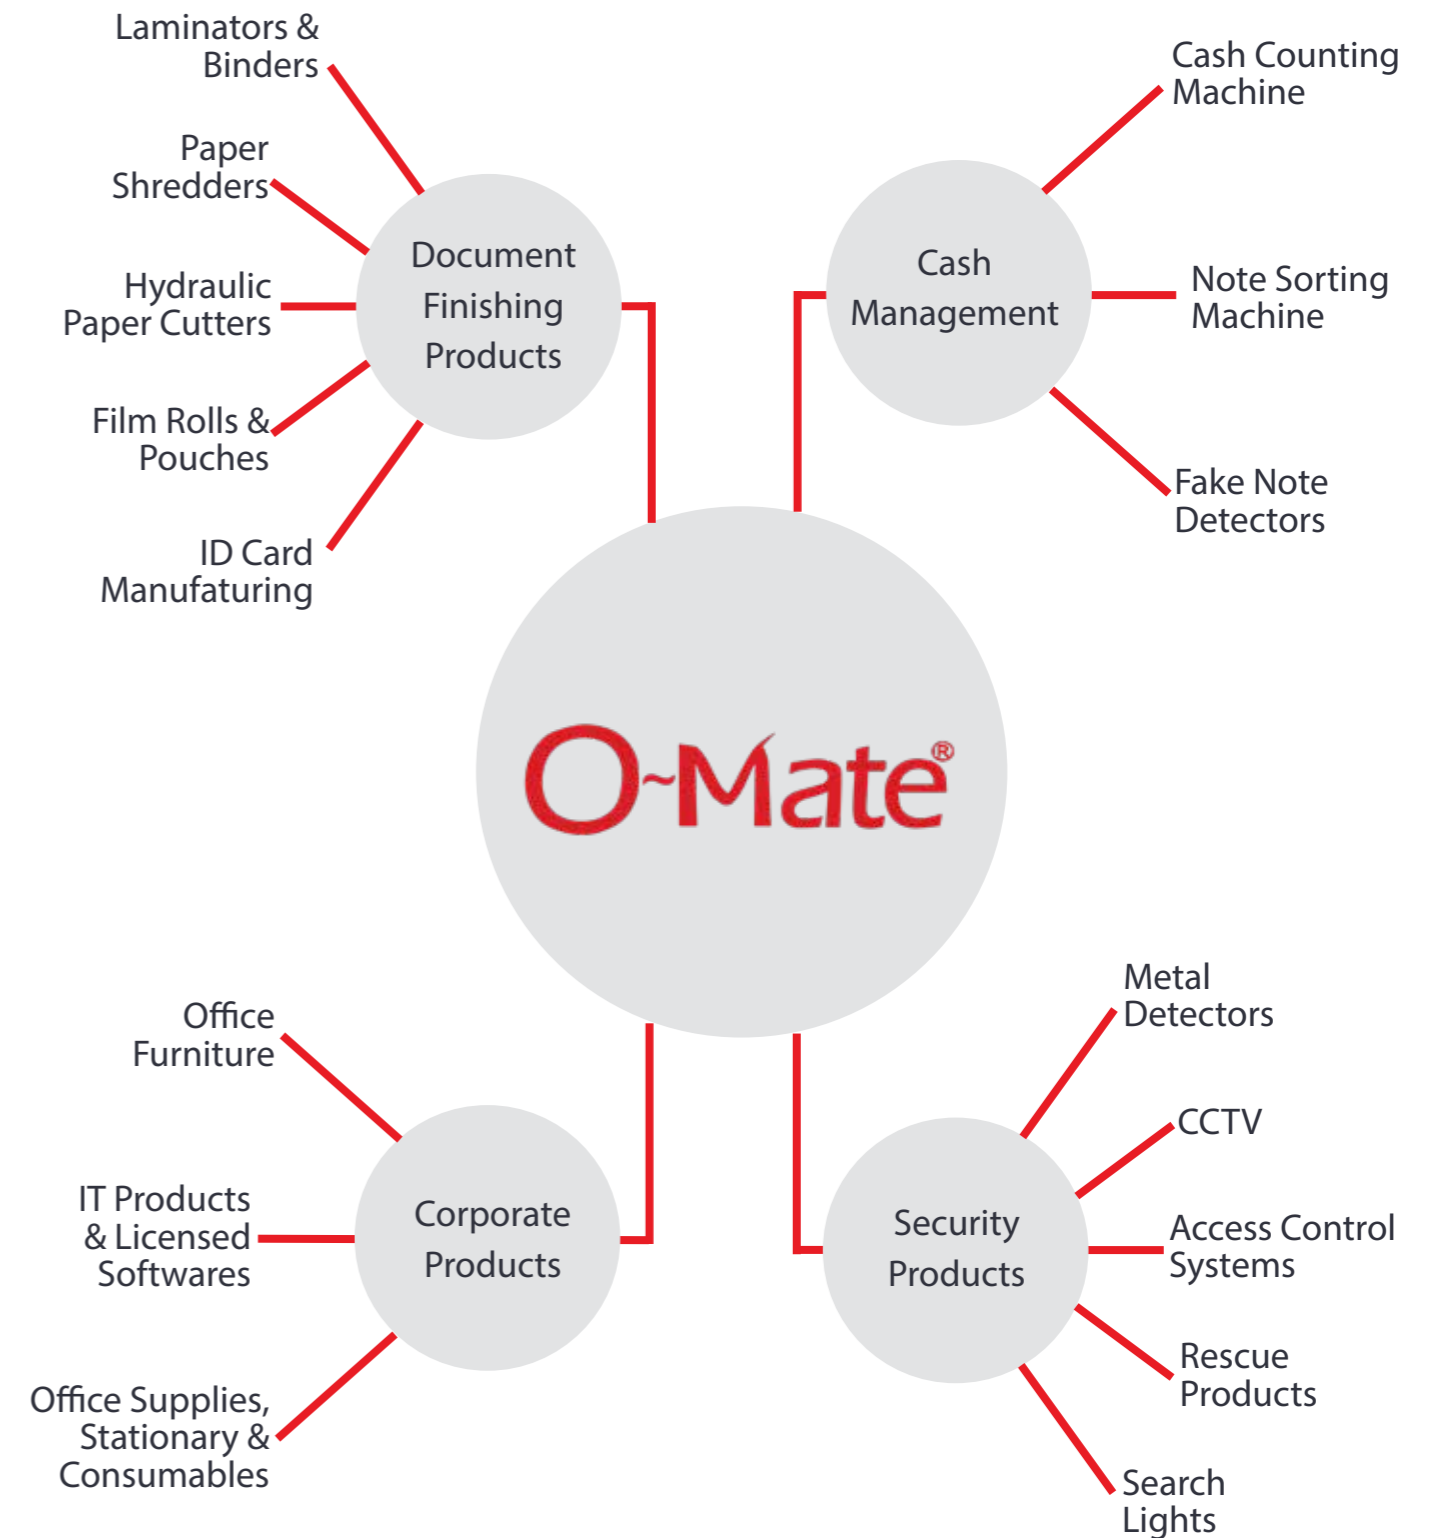 Laminators &
Binders
Paper
Shredders
Hydraulic
Paper Cutters
Film Rolls &
Pouches
ID Card
Manufaturing
Document
Finishing
Products
Cash
Management
Cash Counting
Machine
Note Sorting
Machine
Fake Note
Detectors
O~Mate®
Office
Furniture
IT Products
& Licensed
Softwares
Office Supplies,
Stationary &
Consumables
Corporate
Products
Security
Products
Metal
Detectors
CCTV
Access Control
Systems
Rescue
Products
Search
Lights